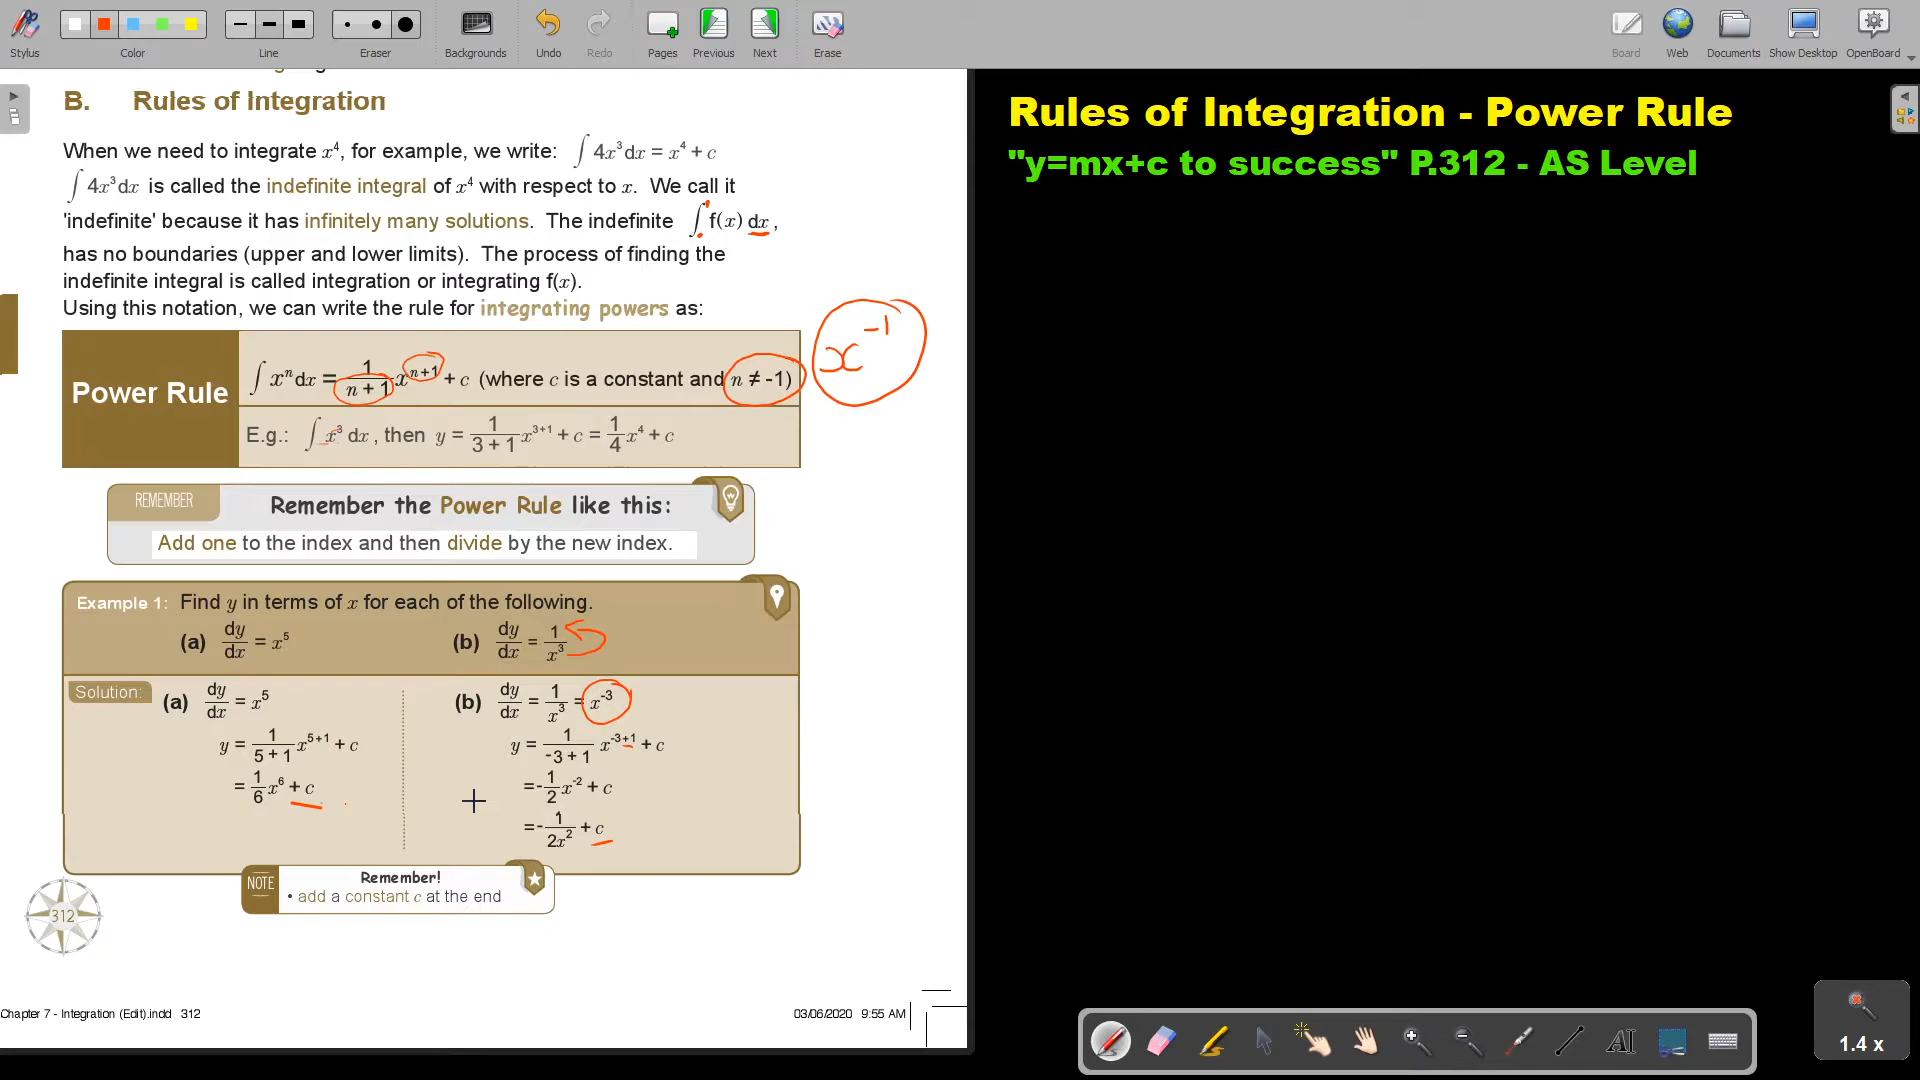 Stylus
Color
Line
Eraser
Backgrounds
Undo
Redo
Pages
Previous
Next
Erase
Board
Web
Documents
Show Desktop
OpenBoard
B. Rules of Integration
When we need to integrate x⁴, for example, we write: ∫ 4x³ dx = x⁴ + c
∫ 4x³ dx is called the indefinite integral of x⁴ with respect to x. We call it
'indefinite' because it has infinitely many solutions. The indefinite ∫ f(x) dx,
has no boundaries (upper and lower limits). The process of finding the
indefinite integral is called integration or integrating f(x).
Using this notation, we can write the rule for integrating powers as:
x⁻¹
Power Rule
∫ xⁿ dx = 1/(n + 1) xⁿ⁺¹ + c (where c is a constant and n ≠ -1)
E.g.: ∫ x³ dx, then y = 1/(3 + 1) x³⁺¹ + c = 1/4 x⁴ + c
REMEMBER
Remember the Power Rule like this:
Add one to the index and then divide by the new index.
Example 1: Find y in terms of x for each of the following.
(a) dy/dx = x⁵ (b) dy/dx = 1/x³
Solution:
(a) dy/dx = x⁵
y = 1/(5 + 1) x⁵⁺¹ + c
= 1/6 x⁶ + c
(b) dy/dx = 1/x³ = x⁻³
y = 1/(-3 + 1) x⁻³⁺¹ + c
=-1/2 x⁻² + c
=-1/(2x²) + c
NOTE
Remember!
• add a constant c at the end
312
Chapter 7 - Integration (Edit).indd 312
03/06/2020 9:55 AM
Rules of Integration - Power Rule
"y=mx+c to success" P.312 - AS Level
AI
1.4 x